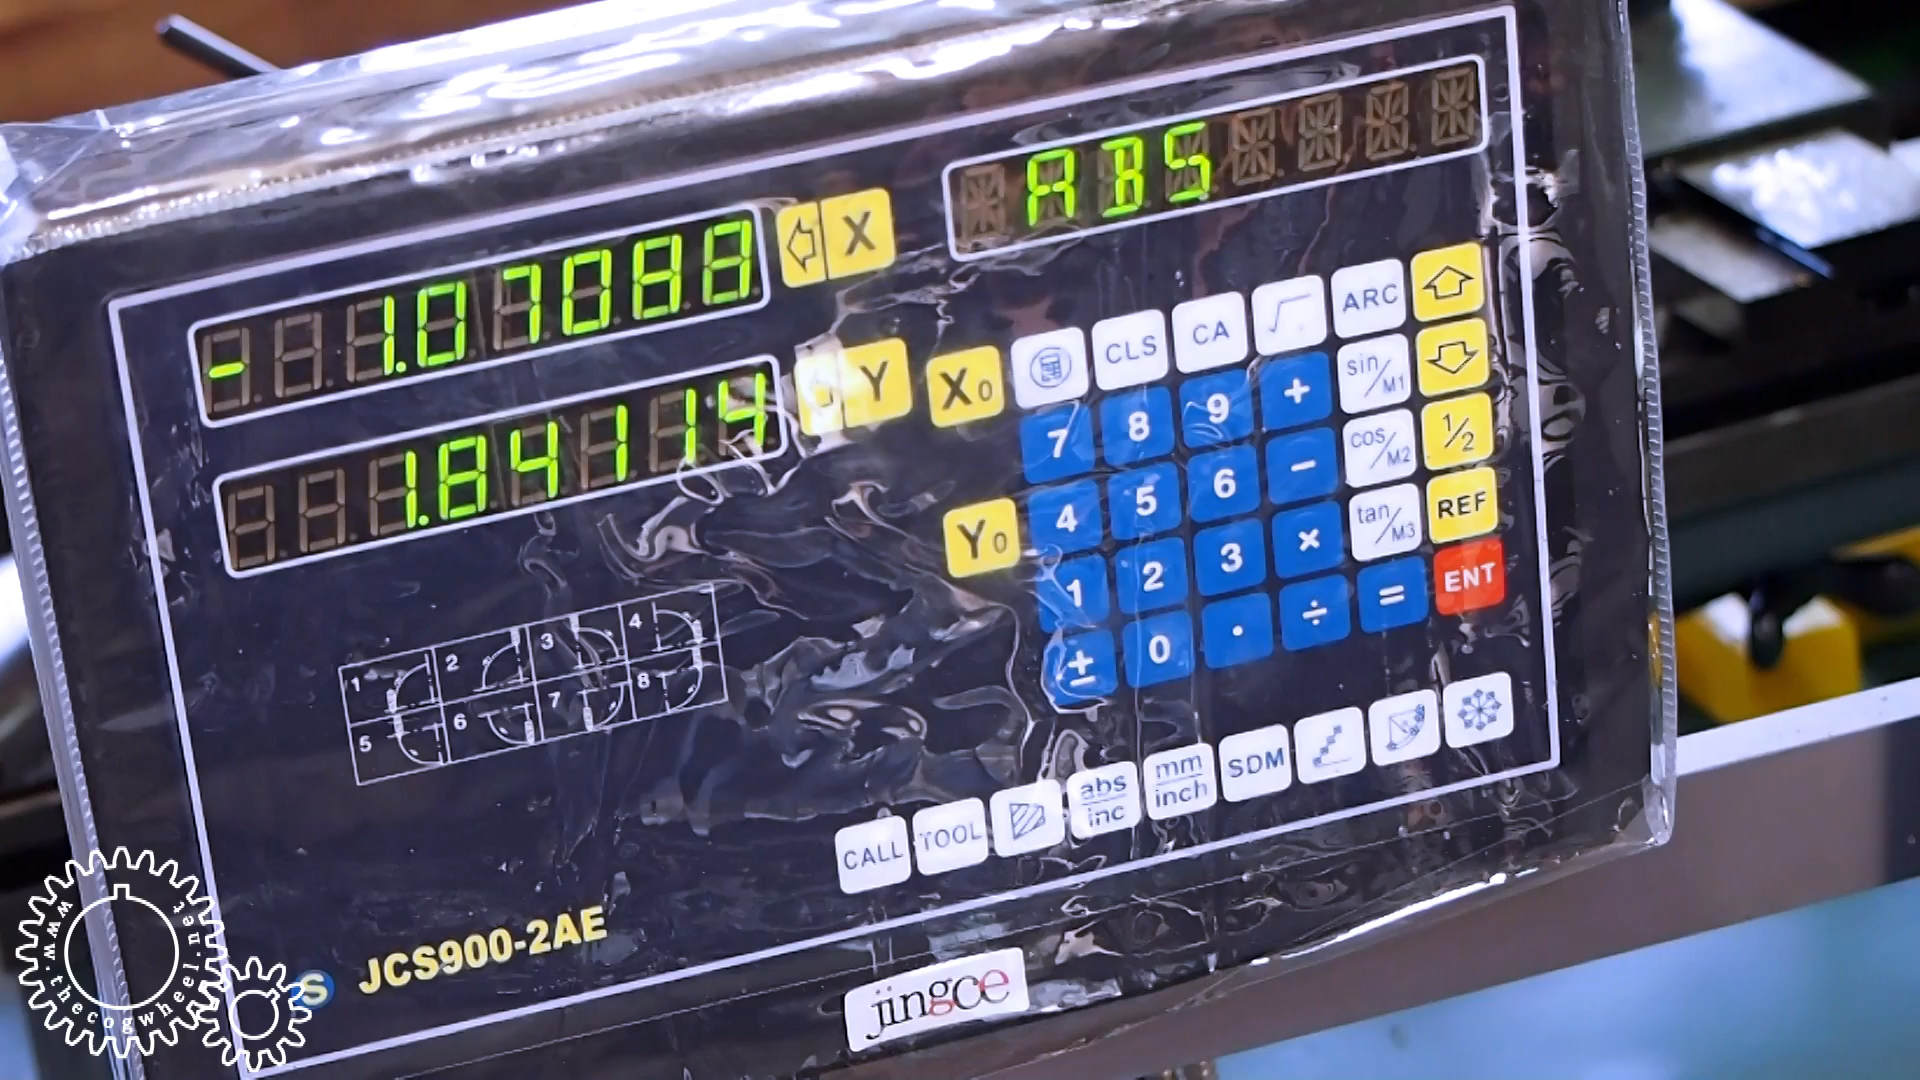 - 1.07088
X
ABS
1.84114
Y
X0
CLS
CA
√
ARC
7
8
9
+
sin/M1
4
5
6
−
cos/M2
1/2
Y0
1
2
3
×
tan/M3
REF
±
0
.
÷
=
ENT
1 2 3 4
5 6 7 8
CALL
TOOL
abs
inc
mm
inch
SDM
S
JCS900-2AE
jingce
www.thecogwheel.net